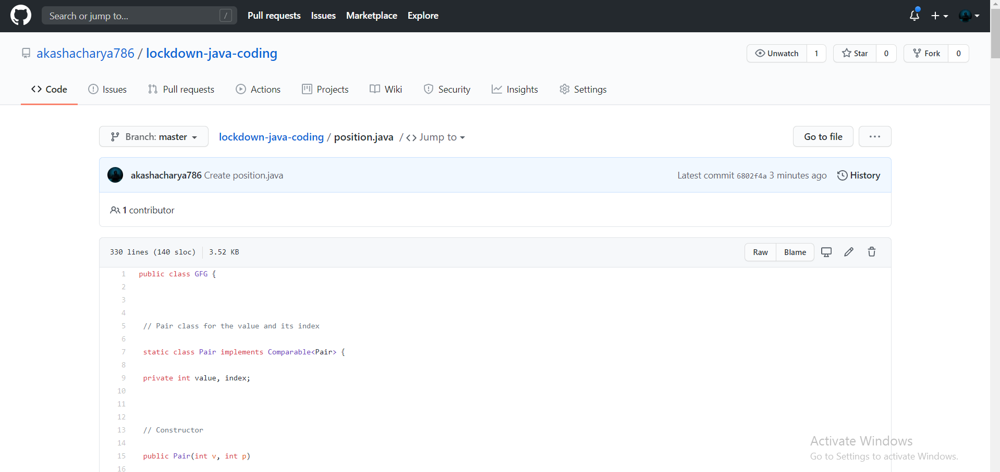 Search or jump to... /
Pull requests Issues Marketplace Explore
akashacharya786 / lockdown-java-coding
Unwatch 1 Star 0 Fork 0
Code Issues Pull requests Actions Projects Wiki Security Insights Settings
Branch: master lockdown-java-coding / position.java / <> Jump to
Go to file ...
akashacharya786 Create position.java
Latest commit 6802f4a 3 minutes ago History
1 contributor
330 lines (140 sloc) 3.52 KB
Raw Blame
1 public class GFG {
2
3
4
5 // Pair class for the value and its index
6
7 static class Pair implements Comparable<Pair> {
8
9 private int value, index;
10
11
12
13 // Constructor
14
15 public Pair(int v, int p)
16
Activate Windows
Go to Settings to activate Windows.